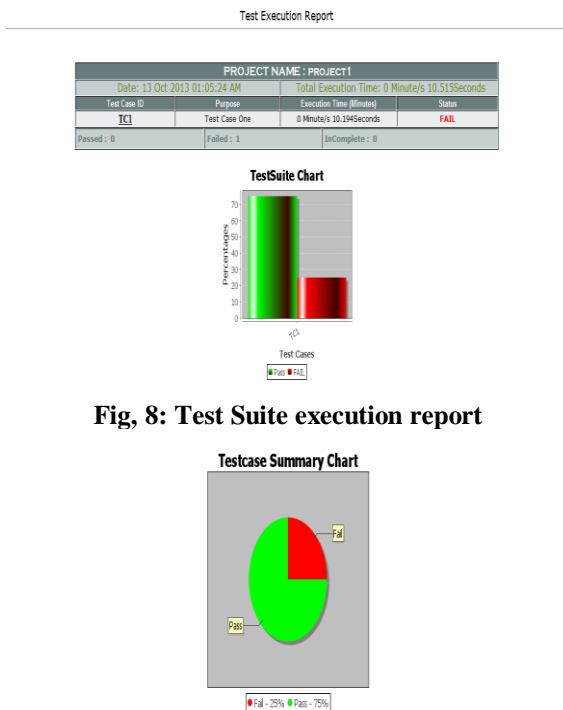 Test Execution Report
PROJECT NAME : PROJECT1
Date: 13 Oct 2013 01:05:24 AM Total Execution Time: 0 Minute/s 10.515Seconds
Test Case ID Purpose Execution Time (Minutes) Status
TC1 Test Case One 0 Minute/s 10.194Seconds FAIL
Passed : 0 Failed : 1 InComplete : 0
TestSuite Chart
70
60
50
40
30
20
10
0
Percentages
TC1
Test Cases
Pass FAIL
Fig, 8: Test Suite execution report
Testcase Summary Chart
Fail
Pass
Fail - 25% Pass - 75%